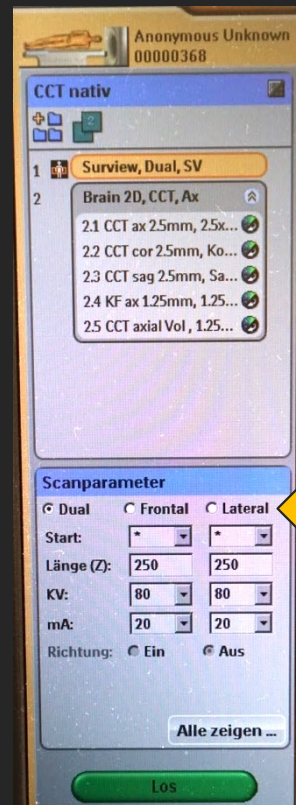 Anonymous Unknown
00000368
CCT nativ
1 Surview, Dual, SV
2 Brain 2D, CCT, Ax
2.1 CCT ax 2.5mm, 2.5x...
2.2 CCT cor 2.5mm, Ko...
2.3 CCT sag 2.5mm, Sa...
2.4 KF ax 1.25mm, 1.25...
2.5 CCT axial Vol , 1.25...
Scanparameter
Dual Frontal Lateral
Start: * *
Länge (Z): 250 250
KV: 80 80
mA: 20 20
Richtung: Ein Aus
Alle zeigen ...
Los